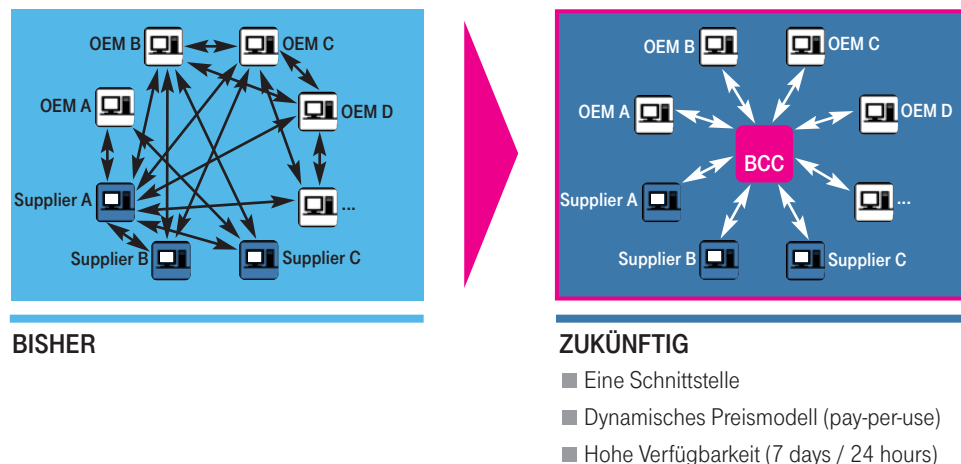 OEM B
OEM C
OEM A
OEM D
Supplier A
...
Supplier B
Supplier C
OEM B
OEM C
OEM A
OEM D
BCC
Supplier A
...
Supplier B
Supplier C
BISHER
ZUKÜNFTIG
Eine Schnittstelle
Dynamisches Preismodell (pay-per-use)
Hohe Verfügbarkeit (7 days / 24 hours)